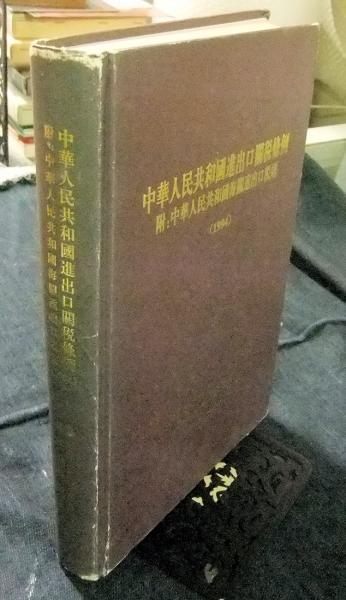 中華人民共和國進出口關稅條例
附：中華人民共和國海關進出口稅則
(1994)
中華人民共和國進出口關稅條例
附：中華人民共和國海關進出口